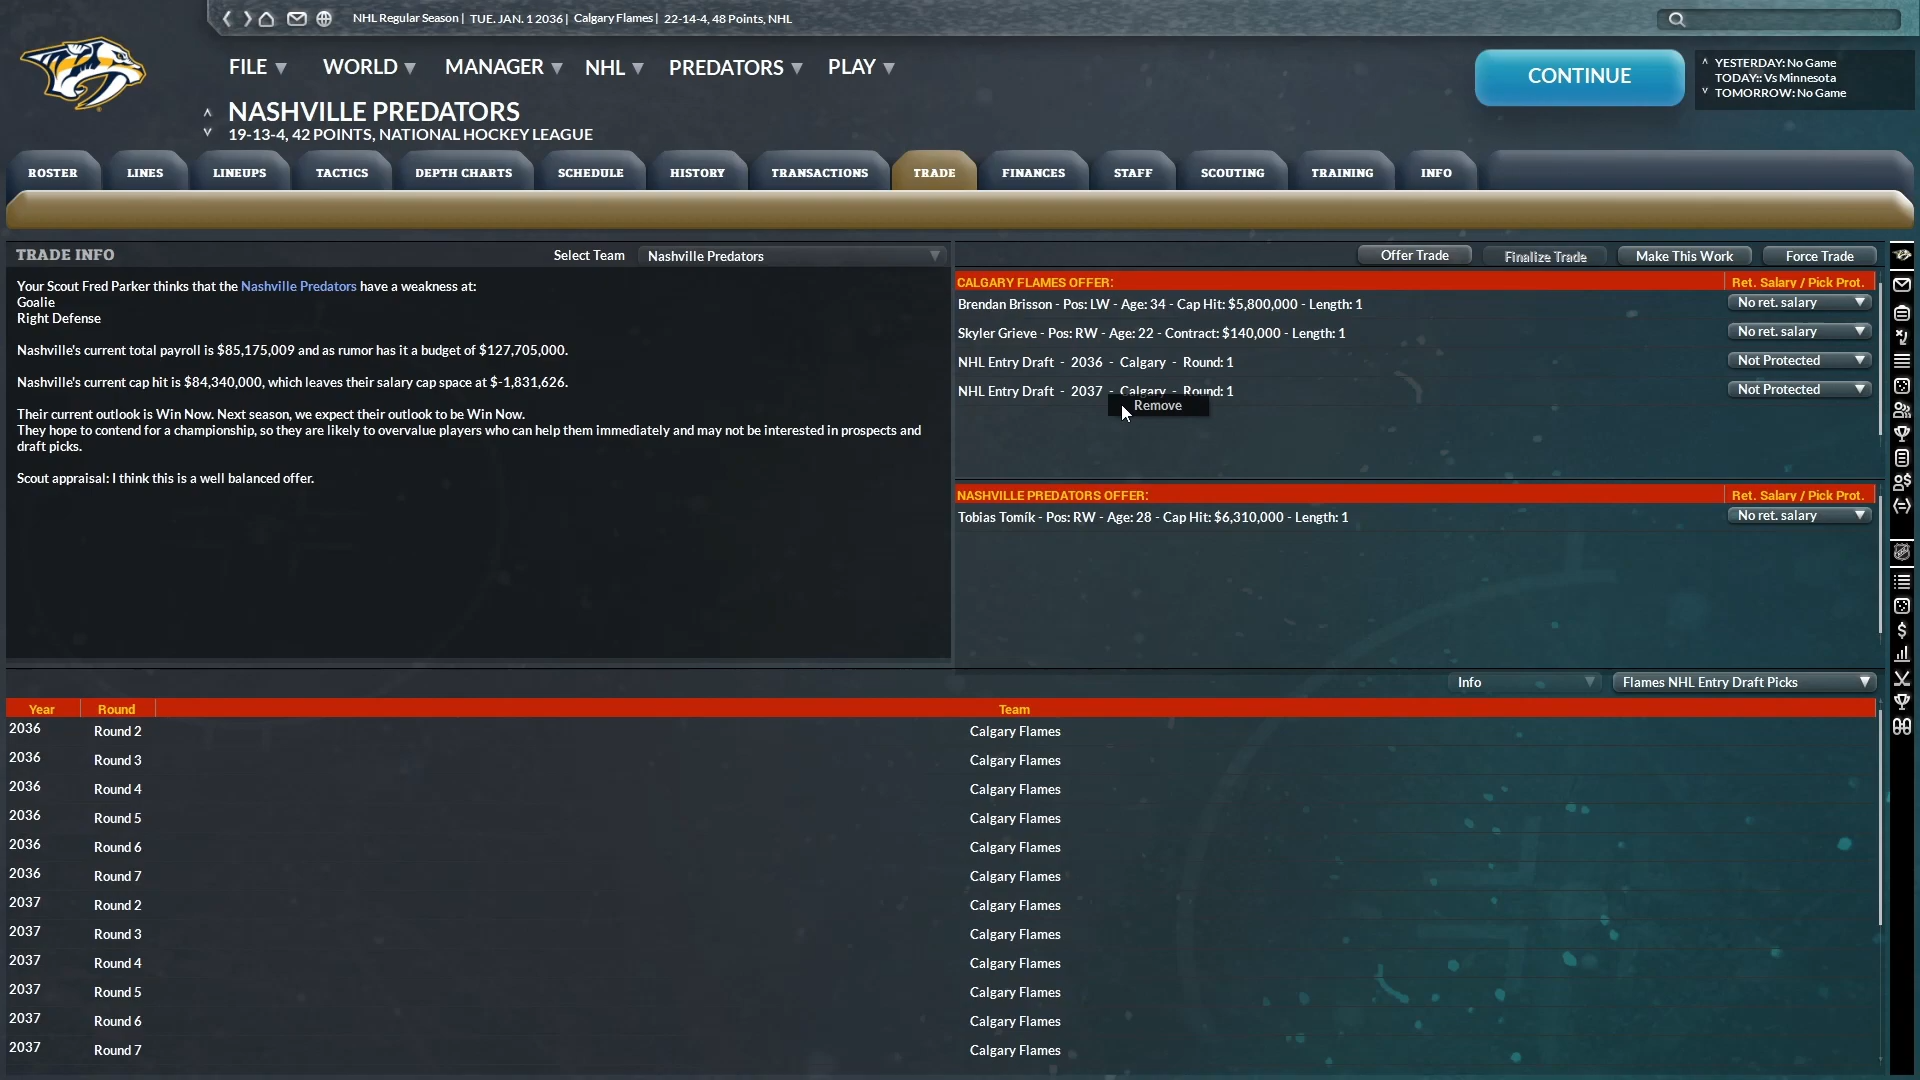 NHL Regular Season | TUE. JAN. 1 2036 | Calgary Flames | 22-14-4, 48 Points, NHL
FILE WORLD MANAGER NHL PREDATORS PLAY
CONTINUE
YESTERDAY: No Game
TODAY:: Vs Minnesota
TOMORROW: No Game
NASHVILLE PREDATORS
19-13-4, 42 POINTS, NATIONAL HOCKEY LEAGUE
ROSTER LINES LINEUPS TACTICS DEPTH CHARTS SCHEDULE HISTORY TRANSACTIONS TRADE FINANCES STAFF SCOUTING TRAINING INFO
TRADE INFO
Select Team Nashville Predators
Your Scout Fred Parker thinks that the Nashville Predators have a weakness at:
Goalie
Right Defense
Nashville's current total payroll is $85,175,009 and as rumor has it a budget of $127,705,000.
Nashville's current cap hit is $84,340,000, which leaves their salary cap space at $-1,831,626.
Their current outlook is Win Now. Next season, we expect their outlook to be Win Now.
They hope to contend for a championship, so they are likely to overvalue players who can help them immediately and may not be interested in prospects and
draft picks.
Scout appraisal: I think this is a well balanced offer.
Offer Trade Finalize Trade Make This Work Force Trade
CALGARY FLAMES OFFER: Ret. Salary / Pick Prot.
Brendan Brisson - Pos: LW - Age: 34 - Cap Hit: $5,800,000 - Length: 1 No ret. salary
Skyler Grieve - Pos: RW - Age: 22 - Contract: $140,000 - Length: 1 No ret. salary
NHL Entry Draft - 2036 - Calgary - Round: 1 Not Protected
NHL Entry Draft - 2037 - Calgary - Round: 1 Not Protected
Remove
NASHVILLE PREDATORS OFFER: Ret. Salary / Pick Prot.
Tobias Tomík - Pos: RW - Age: 28 - Cap Hit: $6,310,000 - Length: 1 No ret. salary
Info Flames NHL Entry Draft Picks
Year Round Team
2036 Round 2 Calgary Flames
2036 Round 3 Calgary Flames
2036 Round 4 Calgary Flames
2036 Round 5 Calgary Flames
2036 Round 6 Calgary Flames
2036 Round 7 Calgary Flames
2037 Round 2 Calgary Flames
2037 Round 3 Calgary Flames
2037 Round 4 Calgary Flames
2037 Round 5 Calgary Flames
2037 Round 6 Calgary Flames
2037 Round 7 Calgary Flames